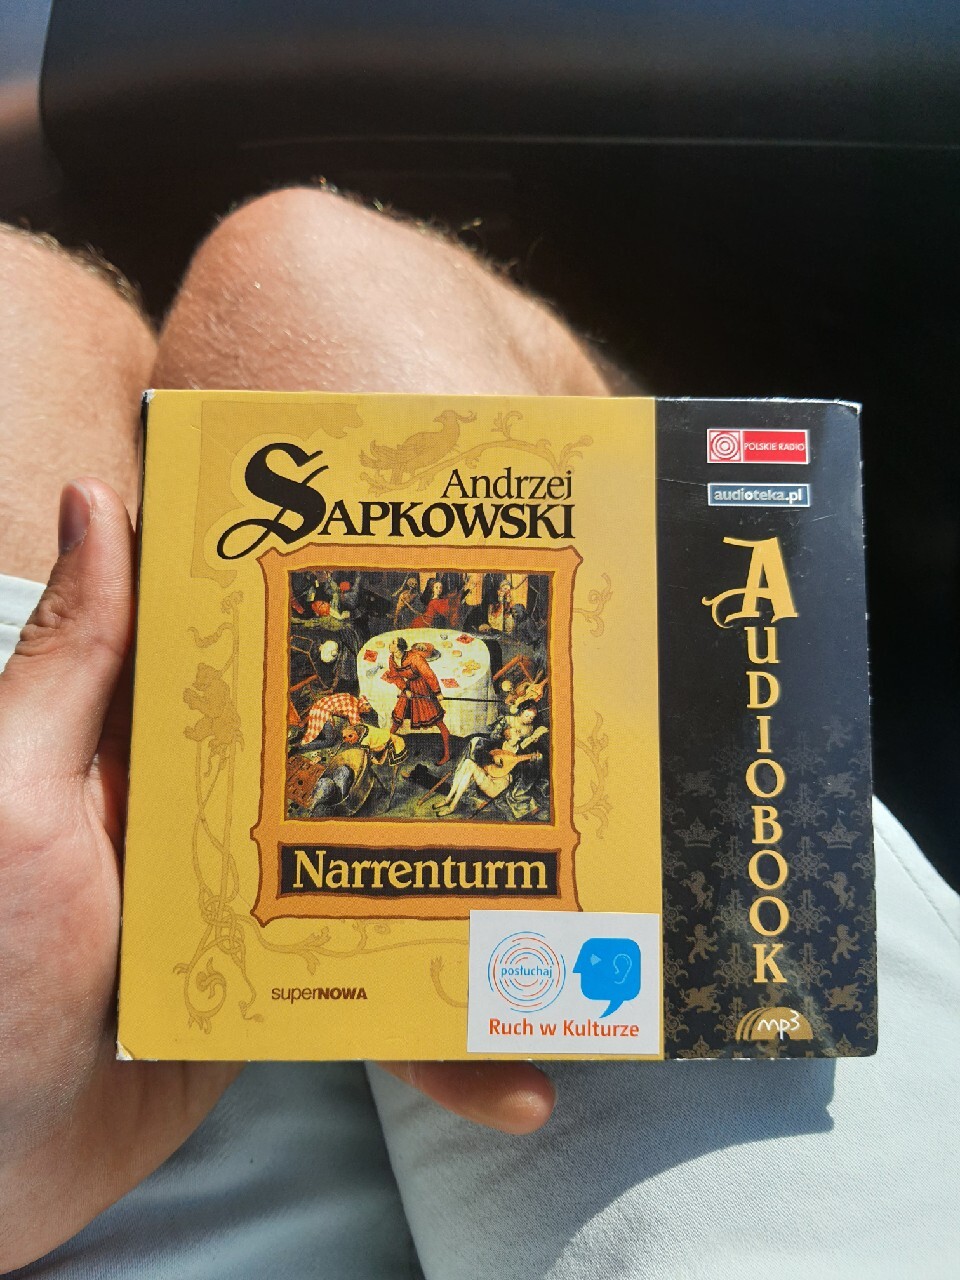 Andrzej
SAPKOWSKI
Narrenturm
superNOWA
posłuchaj
Ruch w Kulturze
POLSKIE RADIO
audioteka.pl
AUDIOBOOK
mp3